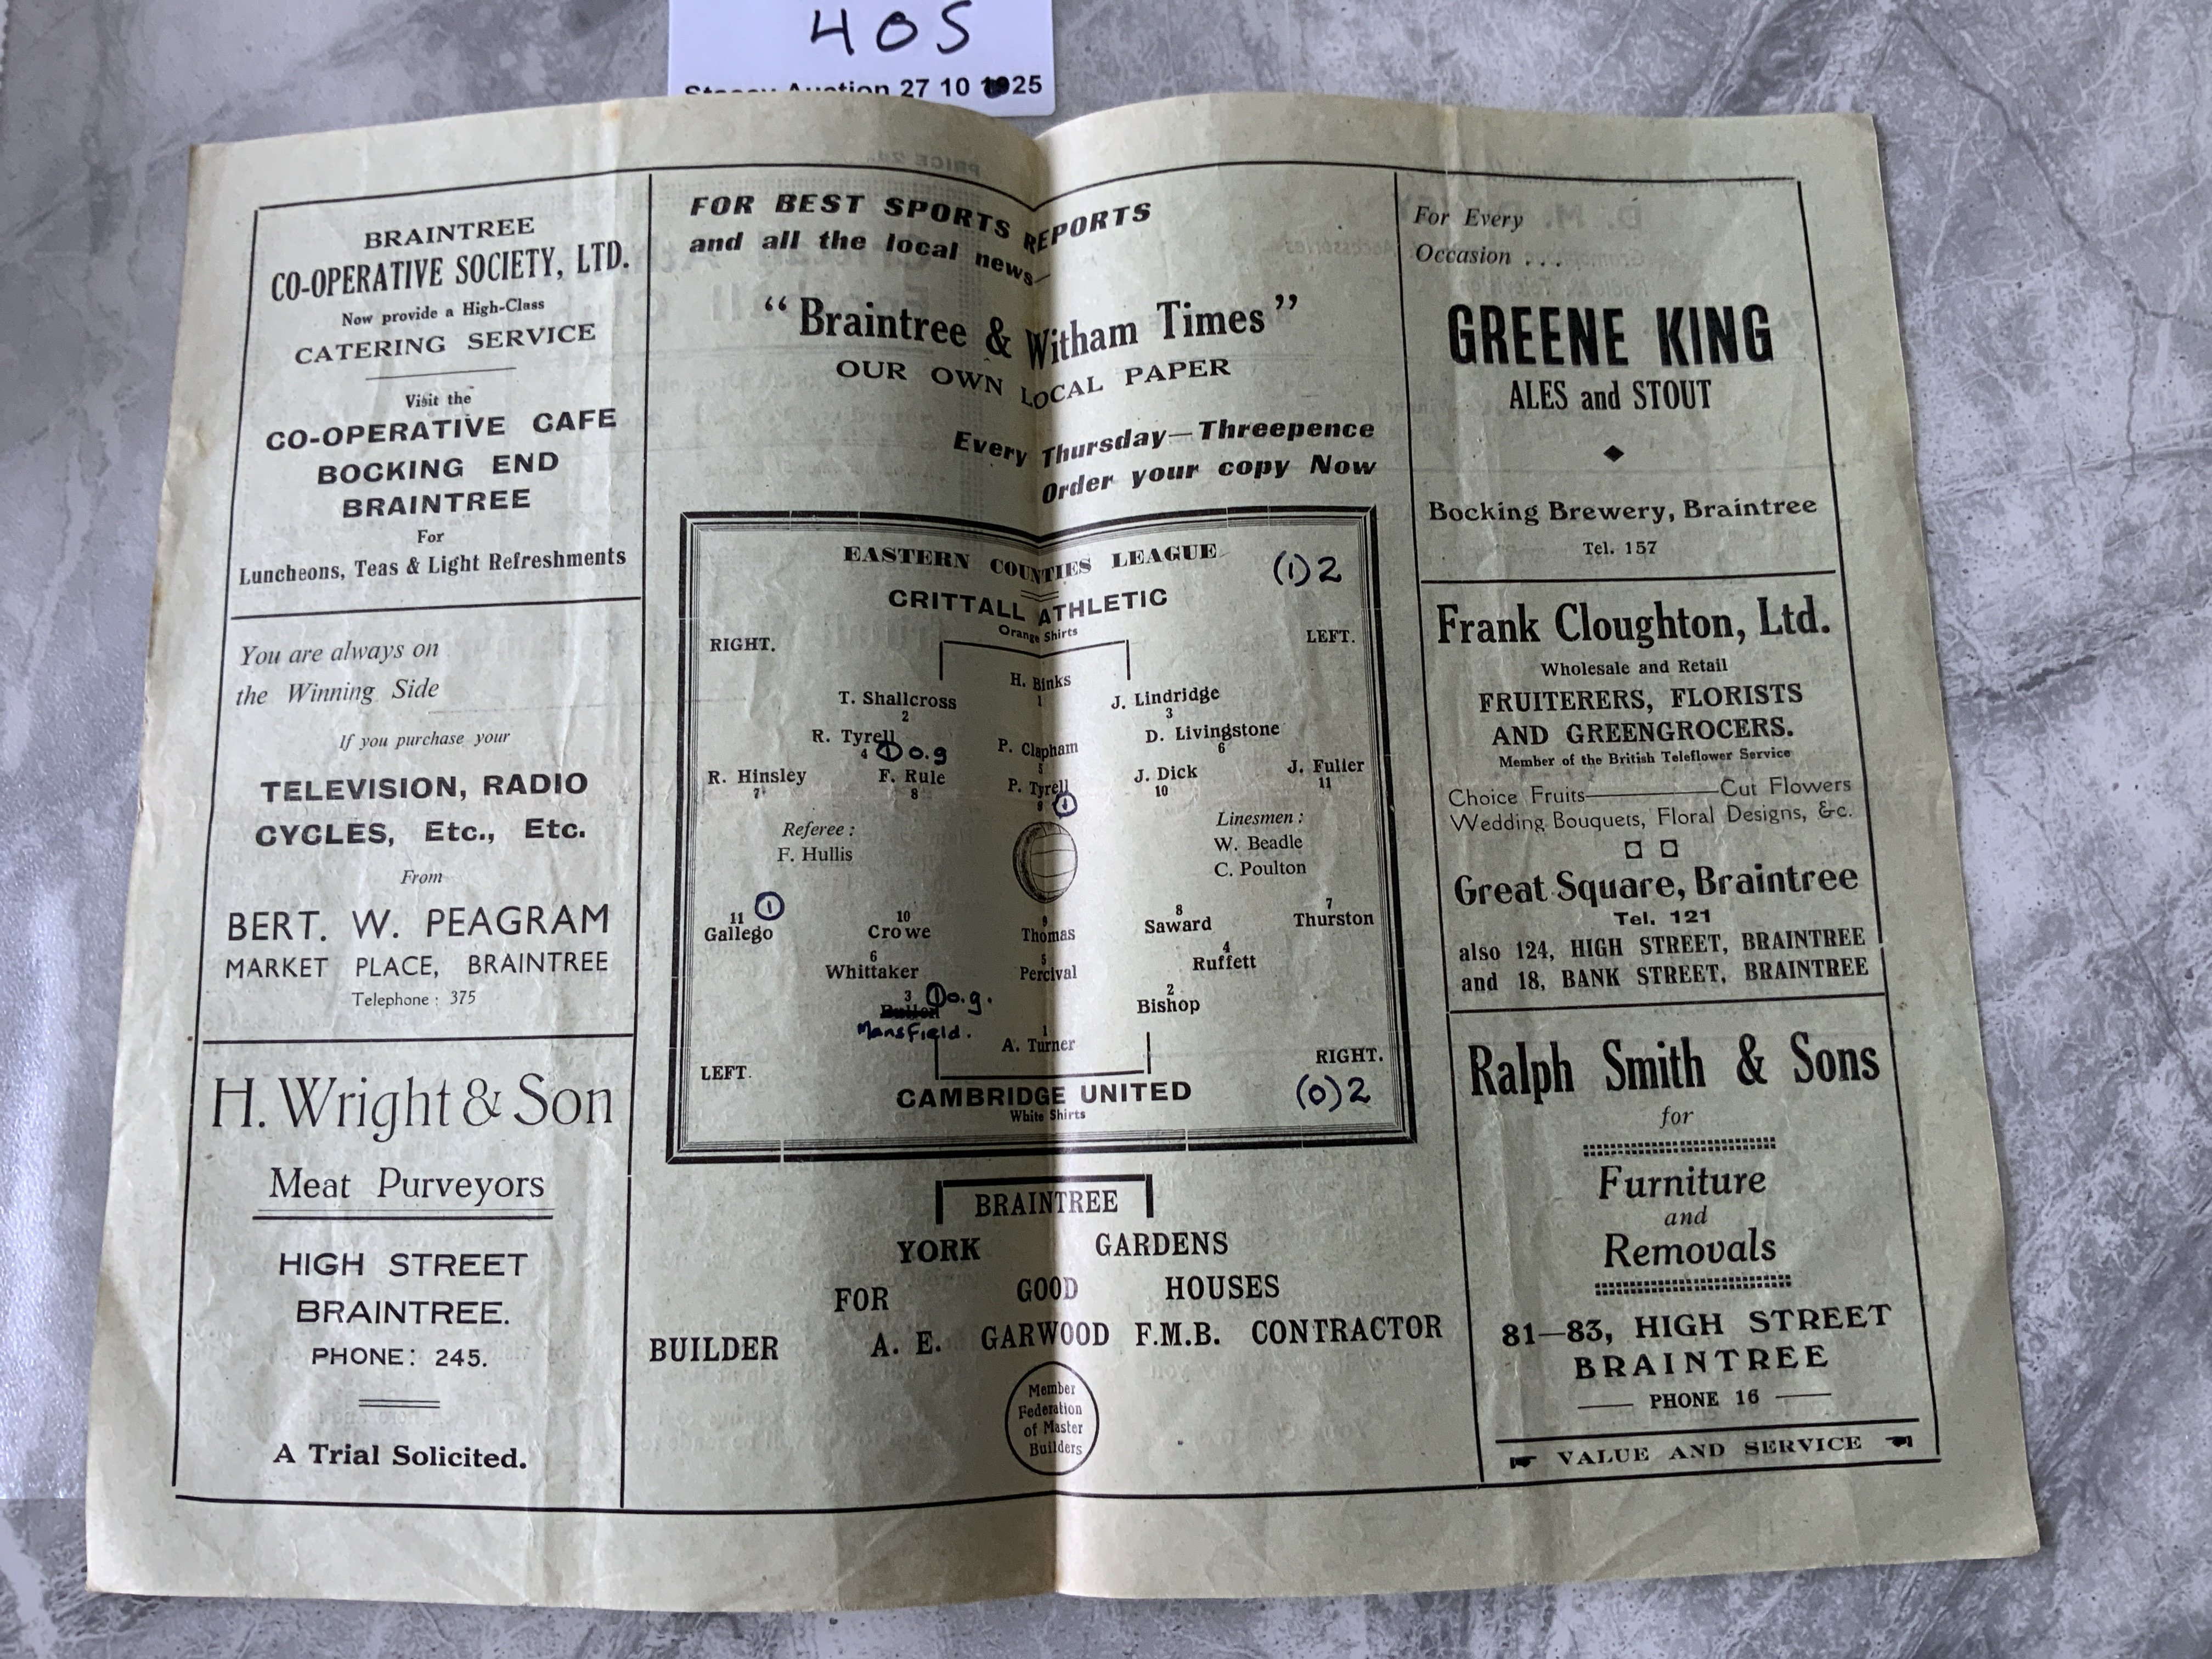 405
Stacey Auction 27 10 25
BRAINTREE
CO-OPERATIVE SOCIETY, LTD.
Now provide a High-Class
CATERING SERVICE
Visit the
CO-OPERATIVE CAFE
BOCKING END
BRAINTREE
For
Luncheons, Teas & Light Refreshments
You are always on
the Winning Side
If you purchase your
TELEVISION, RADIO
CYCLES, Etc., Etc.
From
BERT. W. PEAGRAM
MARKET PLACE, BRAINTREE
Telephone : 375
H. Wright & Son
Meat Purveyors
HIGH STREET
BRAINTREE.
PHONE: 245.
A Trial Solicited.
PRICE 2d.
FOR BEST SPORTS REPORTS
and all the local news—
“Braintree & Witham Times”
OUR OWN LOCAL PAPER
Every Thursday—Threepence
Order your copy Now
EASTERN COUNTIES LEAGUE
(1) 2
CRITTALL ATHLETIC
Orange Shirts
RIGHT. LEFT.
H. Binks
1
T. Shallcross J. Lindridge
2 3
R. Tyrell P. Clapham D. Livingstone
4 1 o.g 5 6
R. Hinsley F. Rule P. Tyrell J. Dick J. Fuller
7 8 9 1 10 11
Referee : Linesmen :
F. Hullis W. Beadle
C. Poulton
11 1 10 9 8 7
Gallego Crowe Thomas Saward Thurston
6 5 4
Whittaker Percival Ruffett
3 1 o.g. 2
Bishop
Mansfield.
1
A. Turner
LEFT. RIGHT.
CAMBRIDGE UNITED
White Shirts
(0) 2
BRAINTREE
YORK GARDENS
FOR GOOD HOUSES
BUILDER A. E. GARWOOD F.M.B. CONTRACTOR
Member
Federation
of Master
Builders
For Every
Occasion . . .
GREENE KING
ALES and STOUT
Bocking Brewery, Braintree
Tel. 157
Frank Cloughton, Ltd.
Wholesale and Retail
FRUITERERS, FLORISTS
AND GREENGROCERS.
Member of the British Teleflower Service
Choice Fruits————Cut Flowers
Wedding Bouquets, Floral Designs, &c.
Great Square, Braintree
Tel. 121
also 124, HIGH STREET, BRAINTREE
and 18, BANK STREET, BRAINTREE
Ralph Smith & Sons
for
Furniture
and
Removals
81—83, HIGH STREET
BRAINTREE
PHONE 16
VALUE AND SERVICE